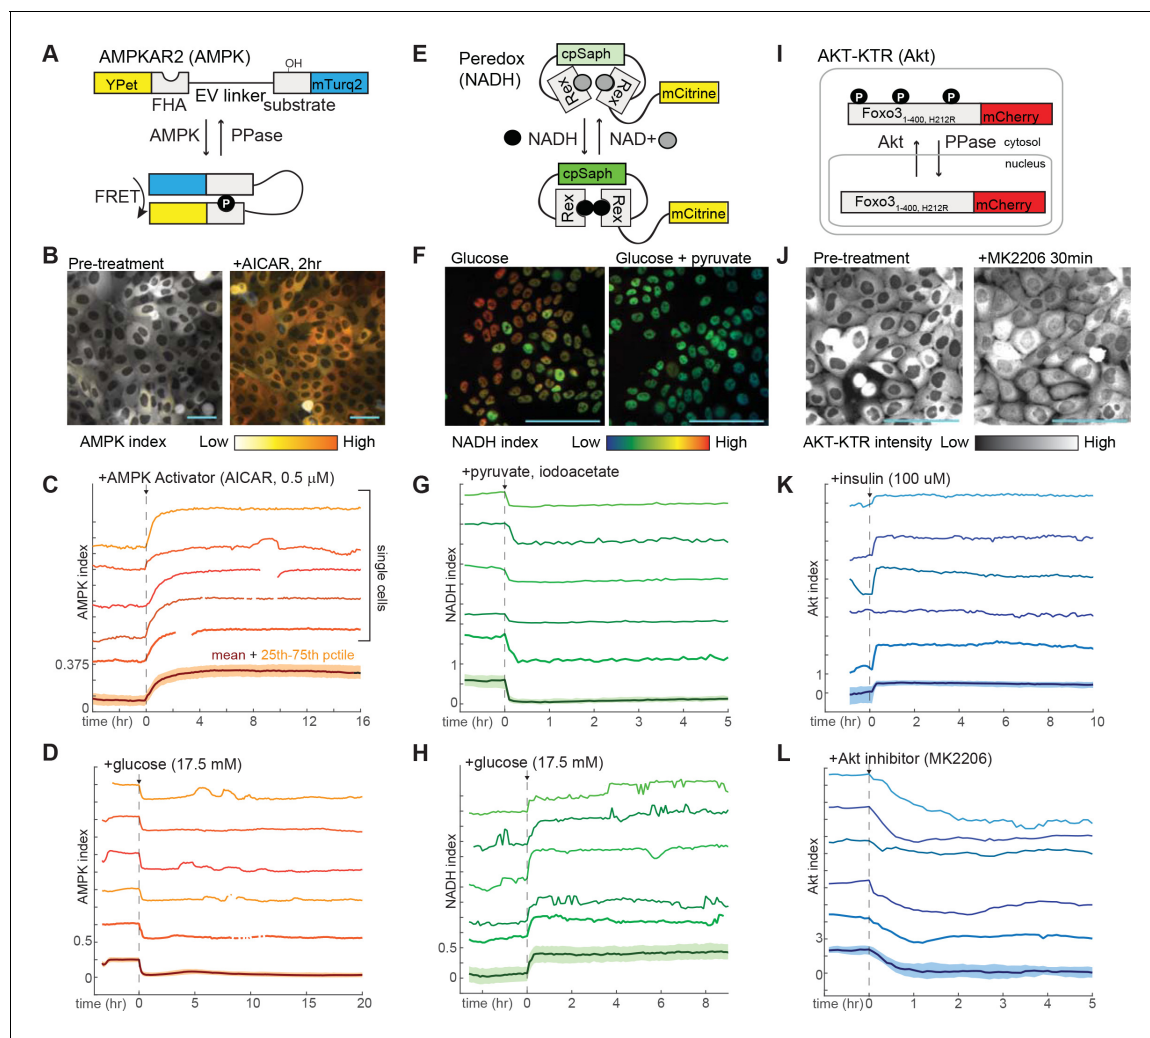 A
AMPKAR2 (AMPK)
OH
YPet
mTurq2
FHA
EV linker
substrate
AMPK
PPase
FRET
P
B
Pre-treatment
+AICAR, 2hr
AMPK index
Low
High
C
+AMPK Activator (AICAR, 0.5 μM)
AMPK index
single cells
mean + 25th-75th pctile
0.375
0
time (hr)
0
4
8
12
16
D
+glucose (17.5 mM)
AMPK index
0.5
0
time (hr)
0
5
10
15
20
E
Peredox
(NADH)
cpSaph
Rex
Rex
mCitrine
NADH
NAD+
cpSaph
Rex
Rex
mCitrine
F
Glucose
Glucose + pyruvate
NADH index
Low
High
G
+pyruvate, iodoacetate
NADH index
1
0
time (hr)
0
1
2
3
4
5
H
+glucose (17.5 mM)
NADH index
0.5
0
time (hr)
0
2
4
6
8
I
AKT-KTR (Akt)
P
P
P
Foxo3 1-400, H212R
mCherry
Akt
PPase
cytosol
nucleus
Foxo3 1-400, H212R
mCherry
J
Pre-treatment
+MK2206 30min
AKT-KTR intensity
Low
High
K
+insulin (100 uM)
Akt index
1
0
time (hr)
0
2
4
6
8
10
L
+Akt inhibitor (MK2206)
Akt index
3
0
time (hr)
0
1
2
3
4
5